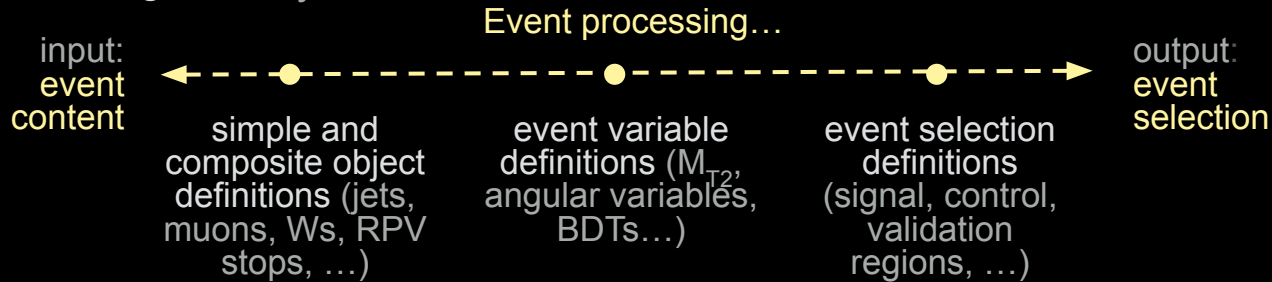 Event processing…
input:
event
content
simple and
composite object
definitions (jets,
muons, Ws, RPV
stops, …)
event variable
definitions (M_T2,
angular variables,
BDTs…)
event selection
definitions
(signal, control,
validation
regions, …)
output:
event
selection